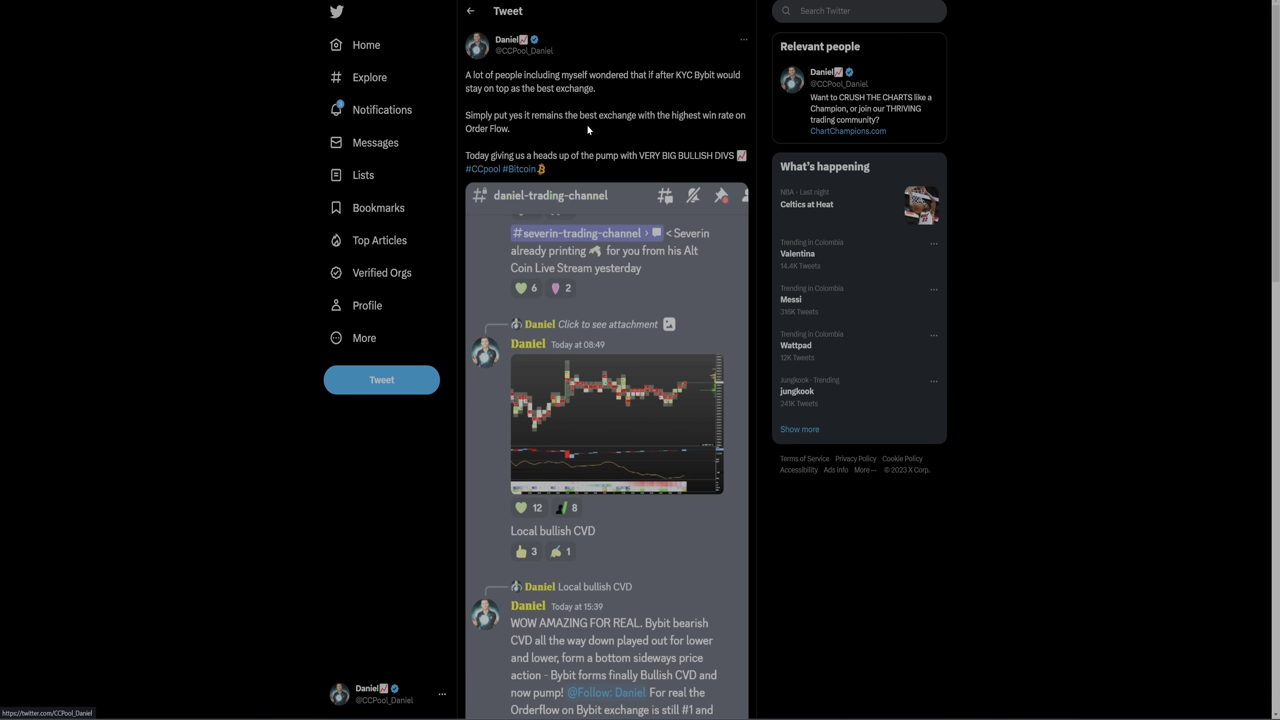 Tweet
Search Twitter
Daniel📈
@CCPool_Daniel
Home
Explore
Notifications
Messages
Lists
Bookmarks
Top Articles
Verified Orgs
Profile
More
Tweet
Daniel📈
@CCPool_Daniel
A lot of people including myself wondered that if after KYC Bybit would
stay on top as the best exchange.
Simply put yes it remains the best exchange with the highest win rate on
Order Flow.
Today giving us a heads up of the pump with VERY BIG BULLISH DIVS 📈
#CCpool #Bitcoin
daniel-trading-channel
#severin-trading-channel › < Severin
already printing for you from his Alt
Coin Live Stream yesterday
6 2
Daniel Click to see attachment
Daniel Today at 08:49
12 8
Local bullish CVD
3 1
Daniel Local bullish CVD
Daniel Today at 15:39
WOW AMAZING FOR REAL. Bybit bearish
CVD all the way down played out for lower
and lower, form a bottom sideways price
action - Bybit forms finally Bullish CVD and
now pump! @Follow: Daniel For real the
Orderflow on Bybit exchange is still #1 and
Relevant people
Daniel📈
@CCPool_Daniel
Want to CRUSH THE CHARTS like a
Champion, or join our THRIVING
trading community?
ChartChampions.com
What's happening
NBA · Last night
Celtics at Heat
Trending in Colombia
Valentina
14.4K Tweets
Trending in Colombia
Messi
316K Tweets
Trending in Colombia
Wattpad
12K Tweets
Jungkook · Trending
jungkook
241K Tweets
Show more
Terms of Service Privacy Policy Cookie Policy
Accessibility Ads info More ··· © 2023 X Corp.
https://twitter.com/CCPool_Daniel